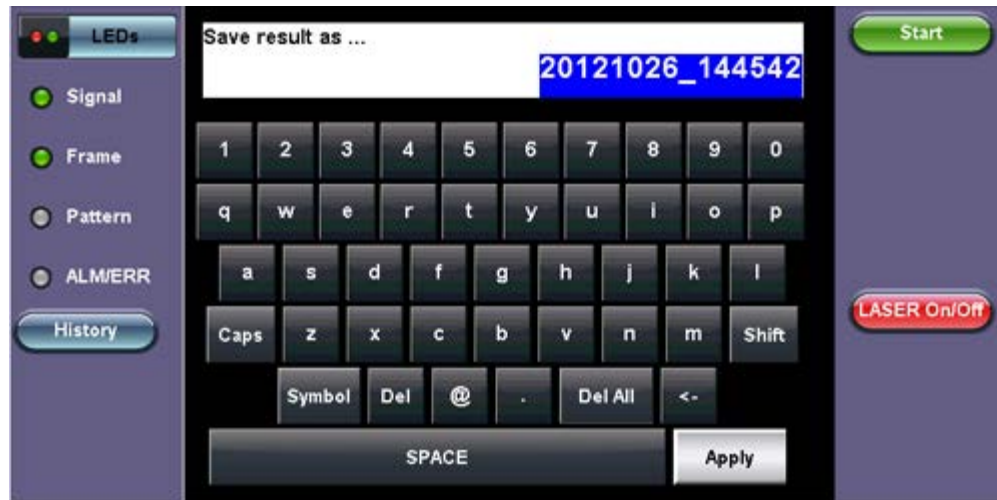 LEDs
Signal
Frame
Pattern
ALM/ERR
History
Save result as ...
20121026_144542
1 2 3 4 5 6 7 8 9 0
q w e r t y u i o p
a s d f g h j k l
Caps z x c b v n m Shift
Symbol Del @ . Del All <-
SPACE Apply
Start
LASER On/Off